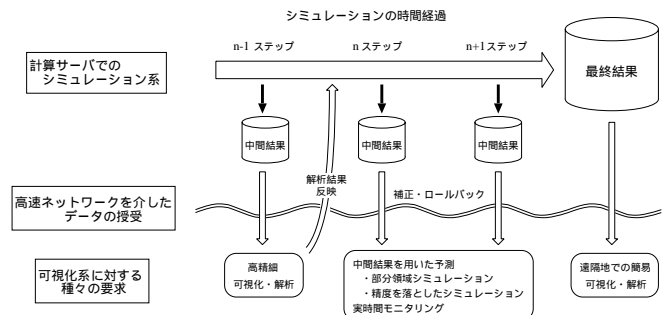 シミュレーションの時間経過
n-1 ステップ
n ステップ
n+1ステップ
計算サーバでの
シミュレーション系
最終結果
中間結果
中間結果
中間結果
解析結果
反映
補正・ロールバック
高速ネットワークを介した
データの授受
可視化系に対する
種々の要求
高精細
可視化・解析
中間結果を用いた予測
・部分領域シミュレーション
・精度を落としたシミュレーション
実時間モニタリング
遠隔地での簡易
可視化・解析